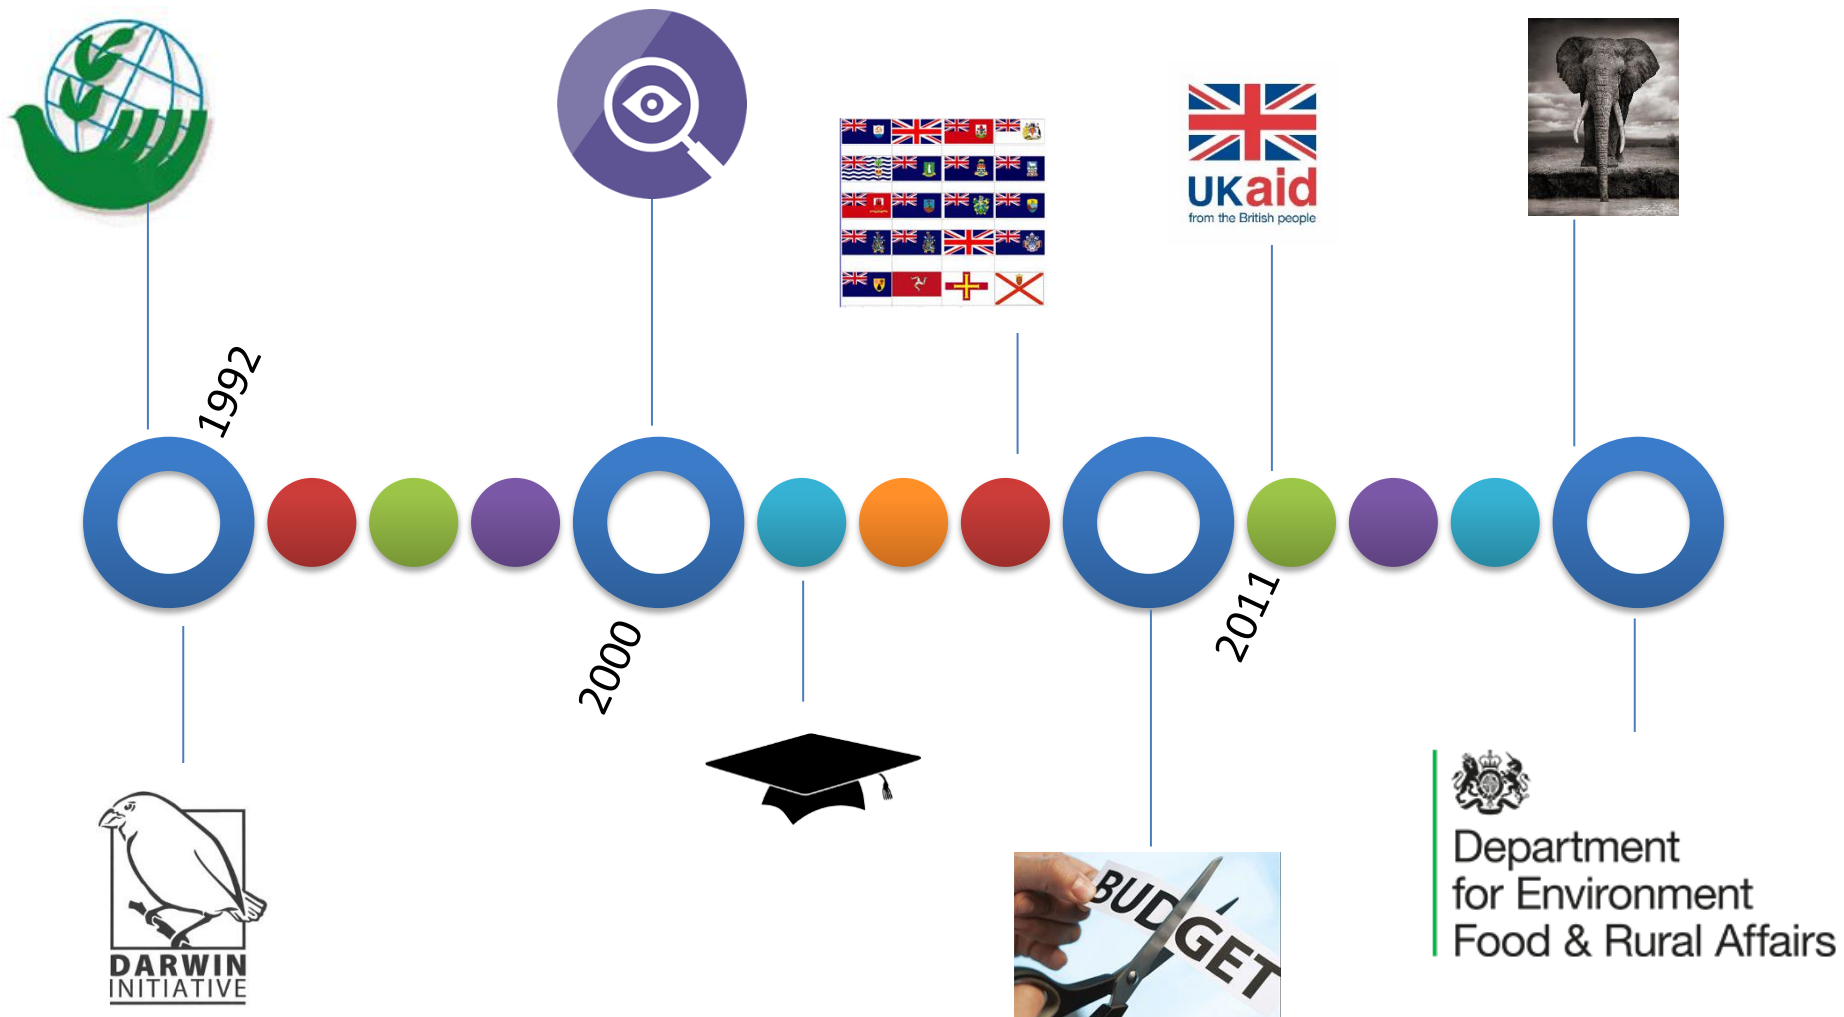 1992
UKaid
from the British people
2000
2011
DARWIN
INITIATIVE
BUDGET
Department
for Environment
Food & Rural Affairs